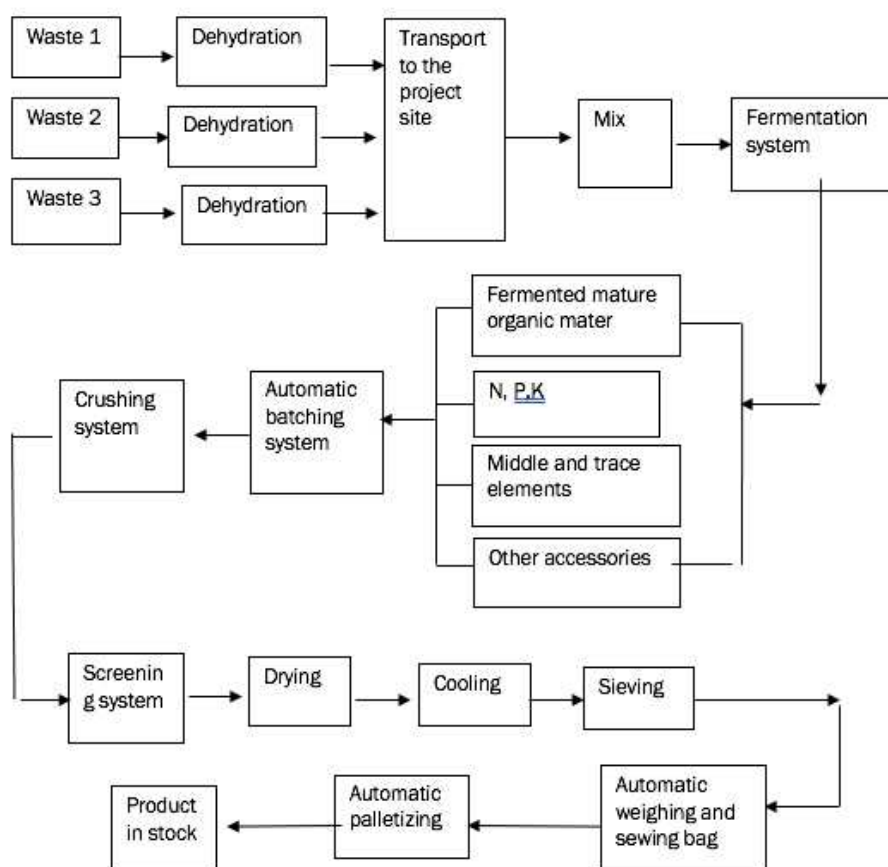 Waste 1
Dehydration
Transport
to the
project
site
Waste 2
Dehydration
Mix
Fermentation
system
Waste 3
Dehydration
Fermented mature
organic mater
N, P.K
Middle and trace
elements
Other accessories
Automatic
batching
system
Crushing
system
Screenin
g system
Drying
Cooling
Sieving
Automatic
weighing and
sewing bag
Automatic
palletizing
Product
in stock